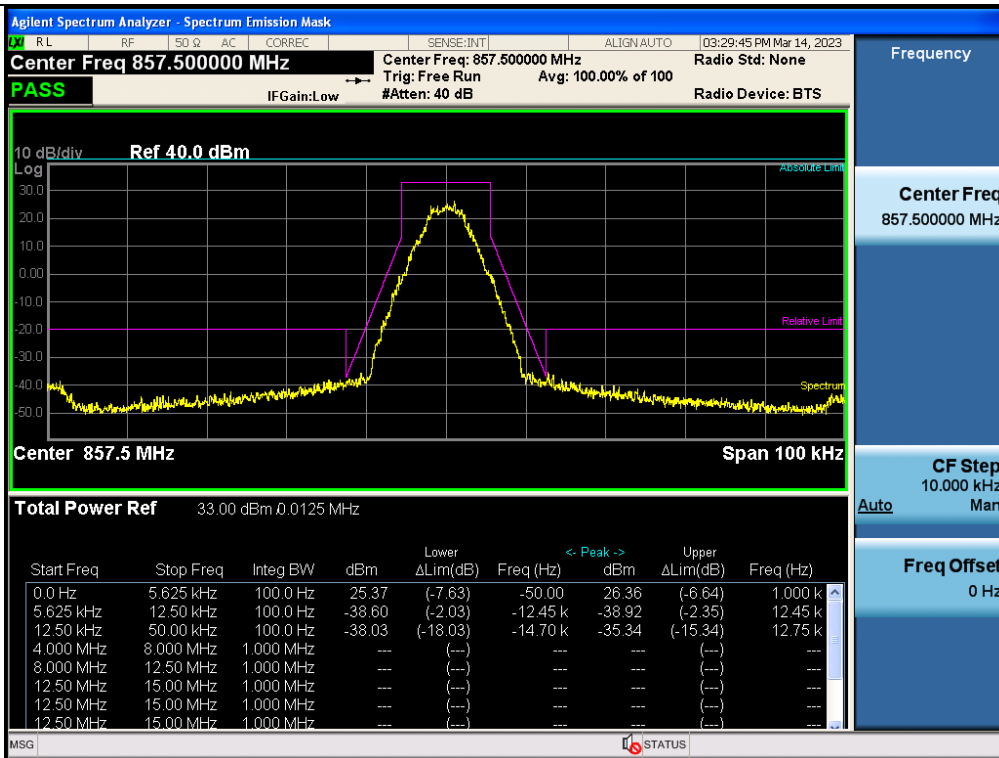 Agilent Spectrum Analyzer - Spectrum Emission Mask
LXI RL RF 50 Ω AC CORREC SENSE:INT ALIGN AUTO 03:29:45 PM Mar 14, 2023
Center Freq 857.500000 MHz
Center Freq: 857.500000 MHz
Radio Std: None
Trig: Free Run Avg: 100.00% of 100
PASS
IFGain:Low
#Atten: 40 dB
Radio Device: BTS
10 dB/div Ref 40.0 dBm
Log
Absolute Limit
30.0
20.0
10.0
0.00
-10.0
-20.0
Relative Limit
-30.0
-40.0
Spectrum
-50.0
Center 857.5 MHz Span 100 kHz
Total Power Ref 33.00 dBm / 0.0125 MHz
Lower <- Peak -> Upper
Start Freq Stop Freq Integ BW dBm ΔLim(dB) Freq (Hz) dBm ΔLim(dB) Freq (Hz)
0.0 Hz 5.625 kHz 100.0 Hz 25.37 (-7.63) -50.00 26.36 (-6.64) 1.000 k
5.625 kHz 12.50 kHz 100.0 Hz -38.60 (-2.03) -12.45 k -38.92 (-2.35) 12.45 k
12.50 kHz 50.00 kHz 100.0 Hz -38.03 (-18.03) -14.70 k -35.34 (-15.34) 12.75 k
4.000 MHz 8.000 MHz 1.000 MHz --- (---) --- --- (---) ---
8.000 MHz 12.50 MHz 1.000 MHz --- (---) --- --- (---) ---
12.50 MHz 15.00 MHz 1.000 MHz --- (---) --- --- (---) ---
12.50 MHz 15.00 MHz 1.000 MHz --- (---) --- --- (---) ---
12.50 MHz 15.00 MHz 1.000 MHz --- (---) --- --- (---) ---
MSG STATUS
Frequency
Center Freq
857.500000 MHz
CF Step
10.000 kHz
Auto Man
Freq Offset
0 Hz